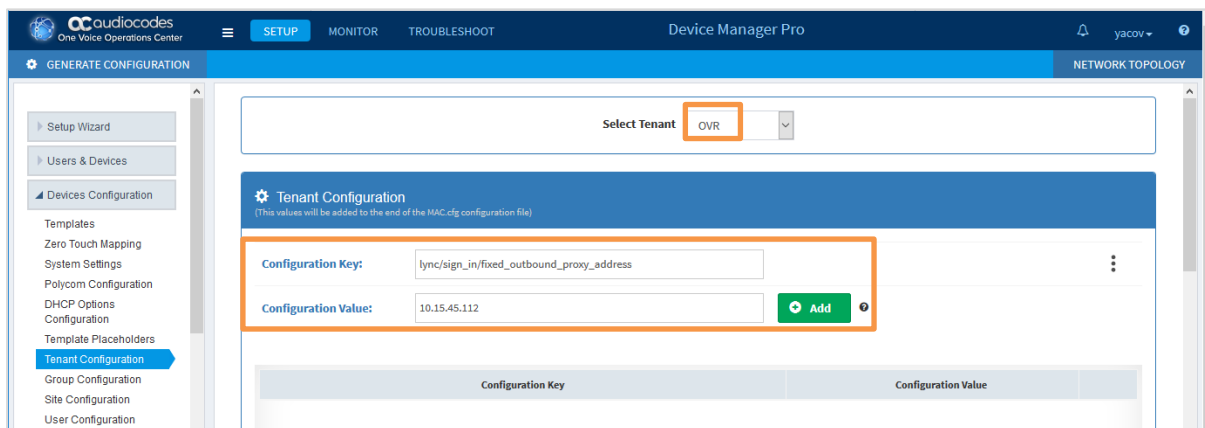 audiocodes
One Voice Operations Center
SETUP MONITOR TROUBLESHOOT Device Manager Pro yacov
GENERATE CONFIGURATION NETWORK TOPOLOGY
Setup Wizard
Users & Devices
Devices Configuration
Templates
Zero Touch Mapping
System Settings
Polycom Configuration
DHCP Options
Configuration
Template Placeholders
Tenant Configuration
Group Configuration
Site Configuration
User Configuration
Select Tenant OVR
Tenant Configuration
(This values will be added to the end of the MAC.cfg configuration file)
Configuration Key: lync/sign_in/fixed_outbound_proxy_address
Configuration Value: 10.15.45.112 Add
Configuration Key Configuration Value